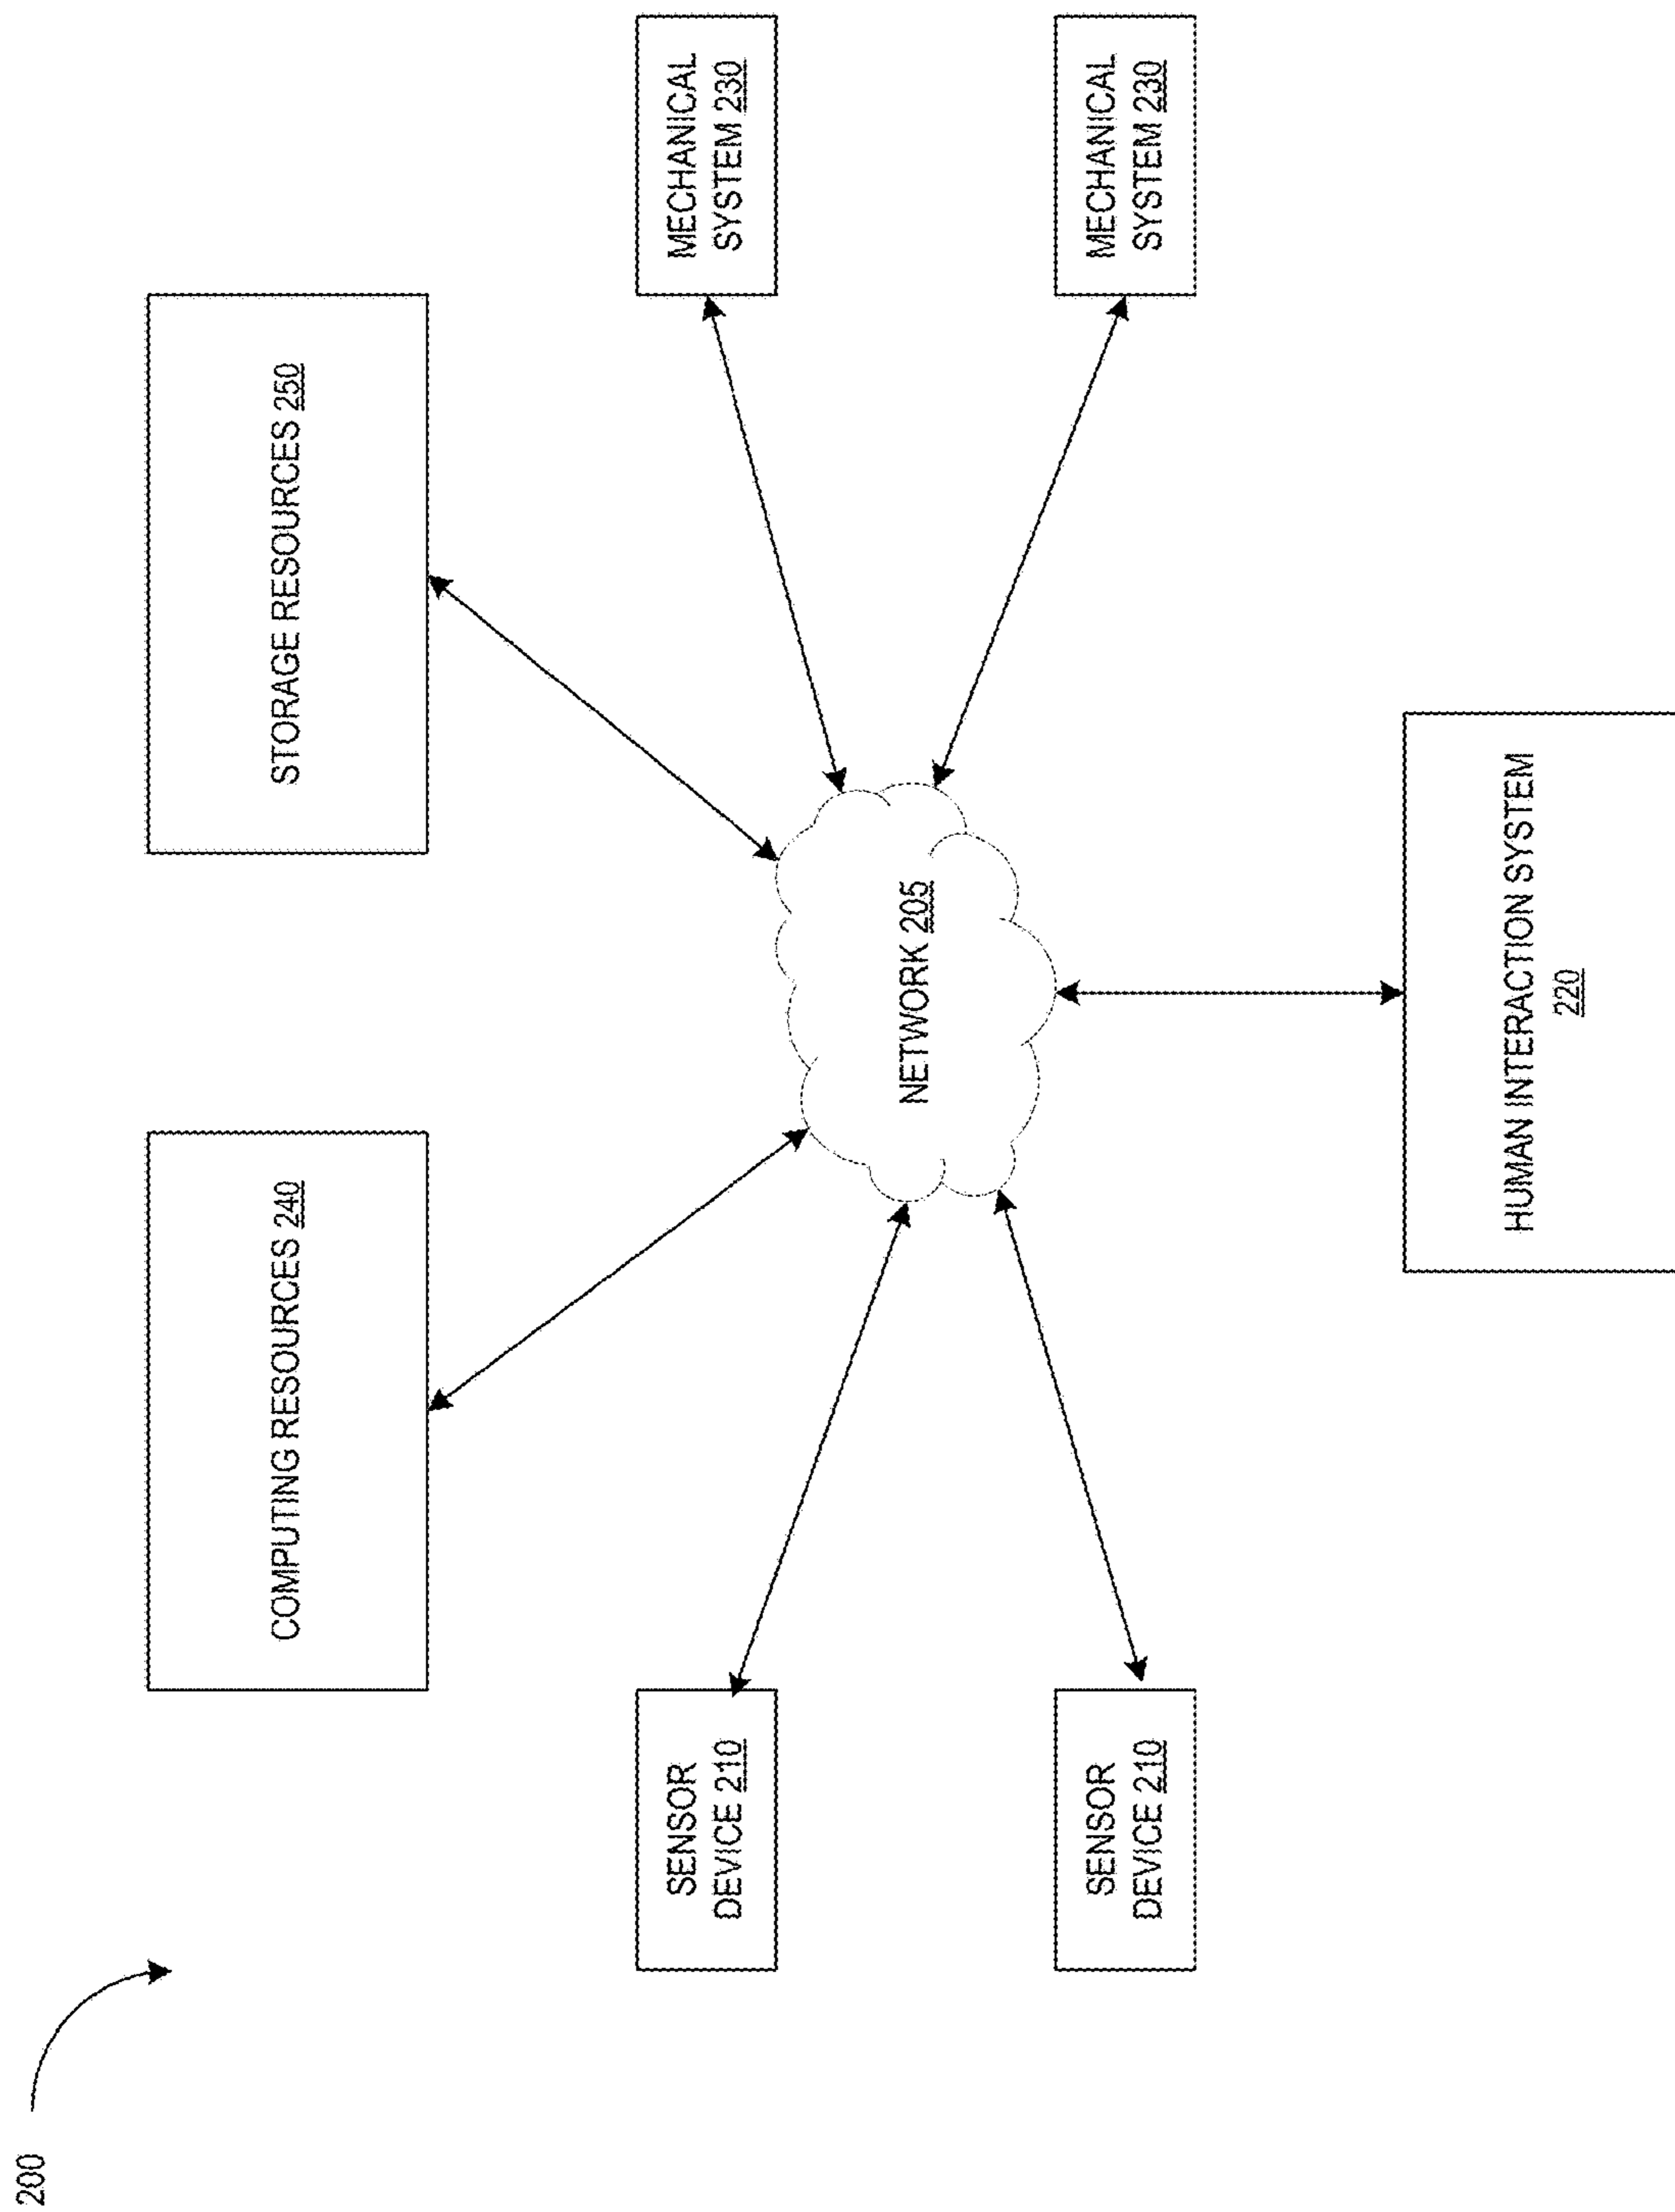 200
COMPUTING RESOURCES 240
STORAGE RESOURCES 250
SENSOR
DEVICE 210
MECHANICAL
SYSTEM 230
NETWORK 205
SENSOR
DEVICE 210
MECHANICAL
SYSTEM 230
HUMAN INTERACTION SYSTEM
220